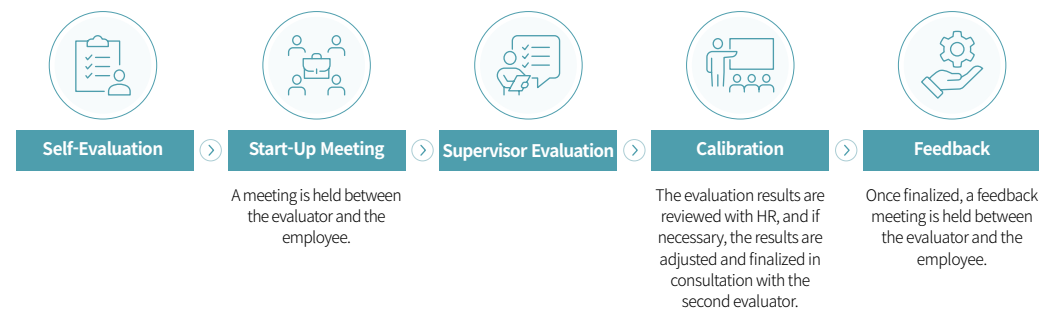 Self-Evaluation
Start-Up Meeting
A meeting is held between
the evaluator and the
employee.
Supervisor Evaluation
Calibration
The evaluation results are
reviewed with HR, and if
necessary, the results are
adjusted and finalized in
consultation with the
second evaluator.
Feedback
Once finalized, a feedback
meeting is held between
the evaluator and the
employee.